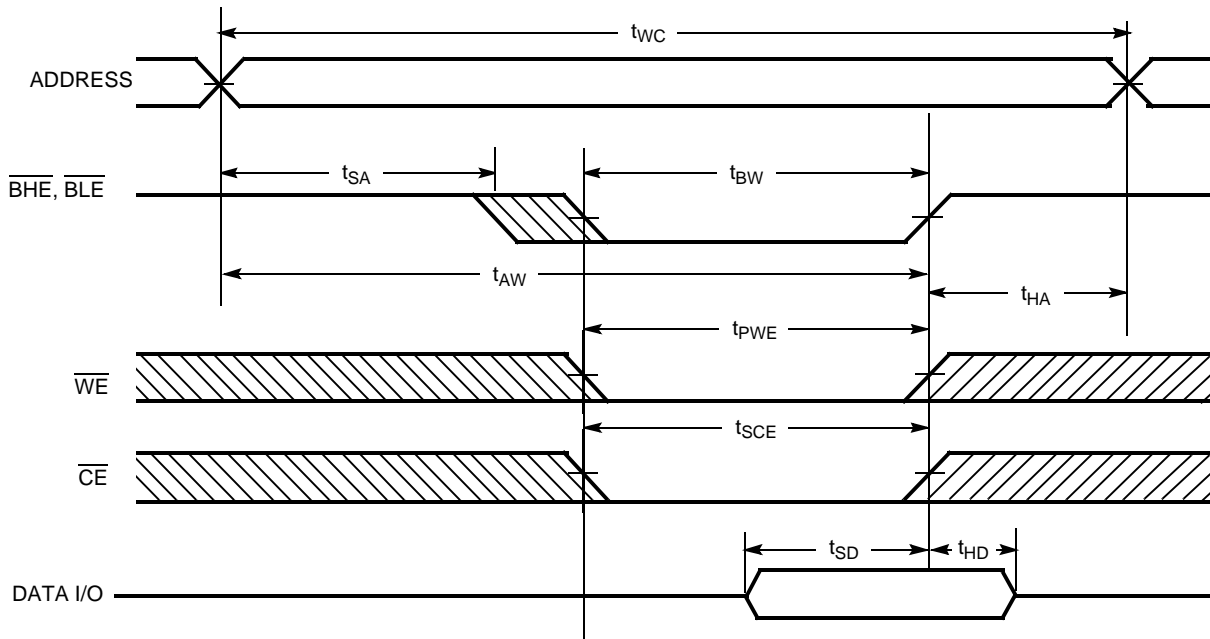 tWC
ADDRESS
tSA
tBW
BHE, BLE
tAW
tHA
tPWE
WE
tSCE
CE
tSD
tHD
DATA I/O